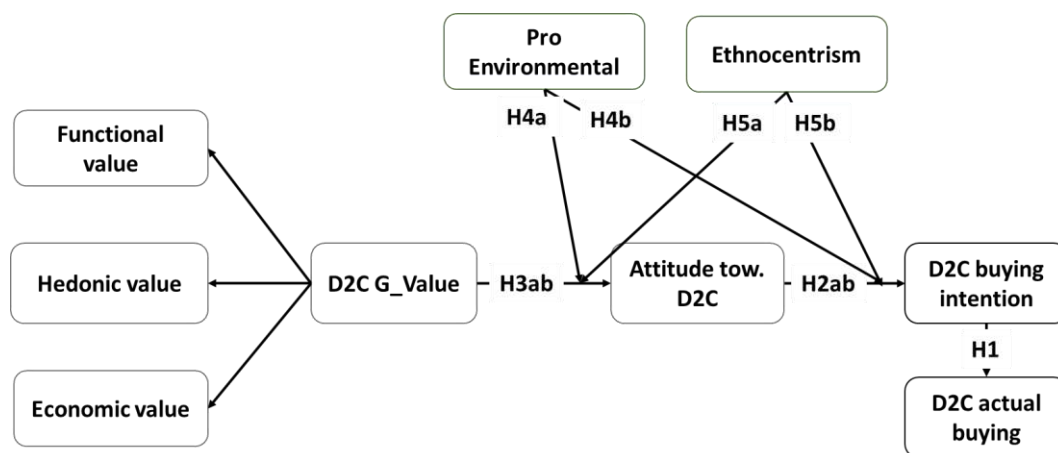 Pro
Environmental
Ethnocentrism
H4a
H4b
H5a
H5b
Functional
value
Hedonic value
D2C G_Value
H3ab
Attitude tow.
D2C
H2ab
D2C buying
intention
H1
Economic value
D2C actual
buying